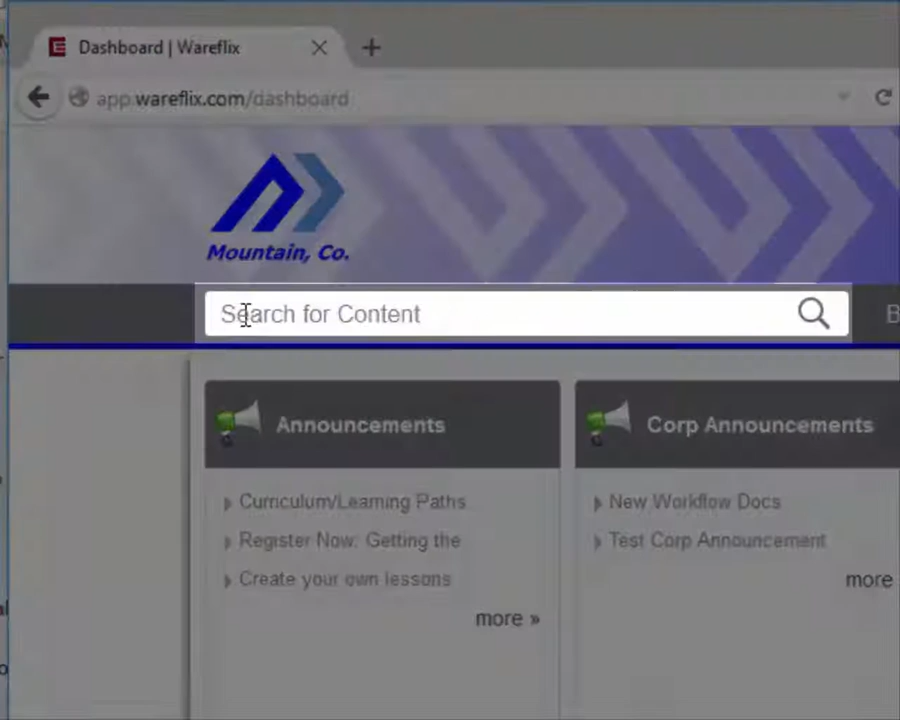 Dashboard | Wareflix
app.wareflix.com/dashboard
Mountain, Co.
Search for Content
B
Announcements
Corp Announcements
Curriculum/Learning Paths
New Workflow Docs
Register Now: Getting the
Test Corp Announcement
Create your own lessons
more
more »